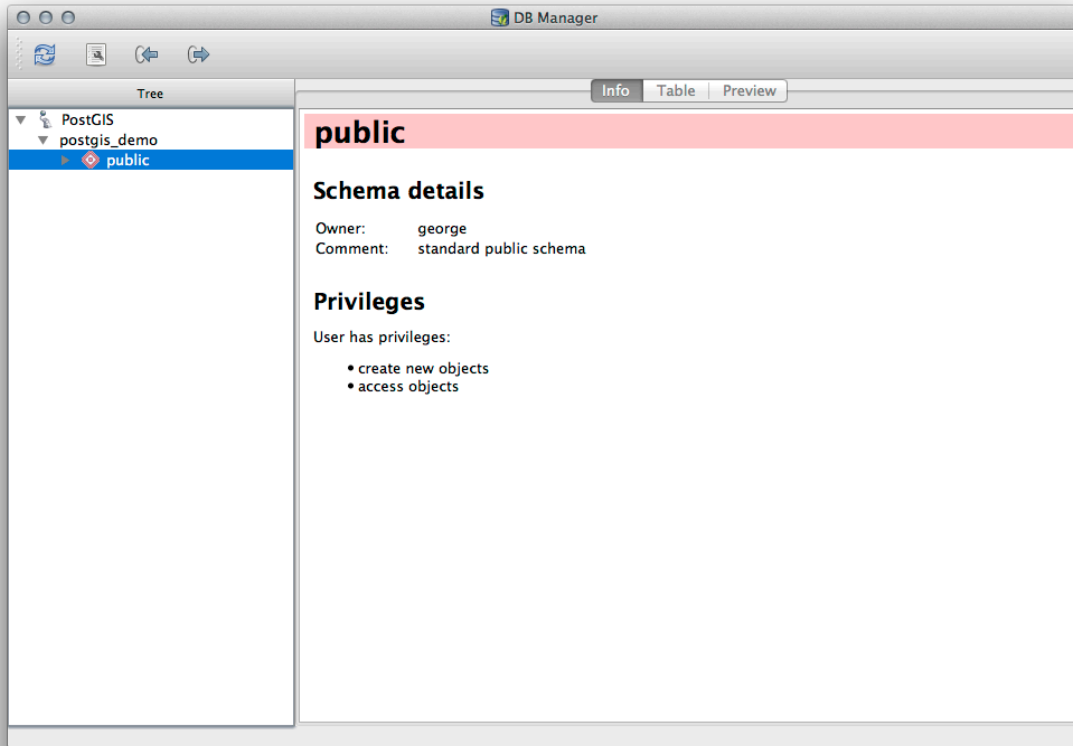 DB Manager
Tree
Info Table Preview
PostGIS
postgis_demo
public
public
Schema details
Owner: george
Comment: standard public schema
Privileges
User has privileges:
• create new objects
• access objects